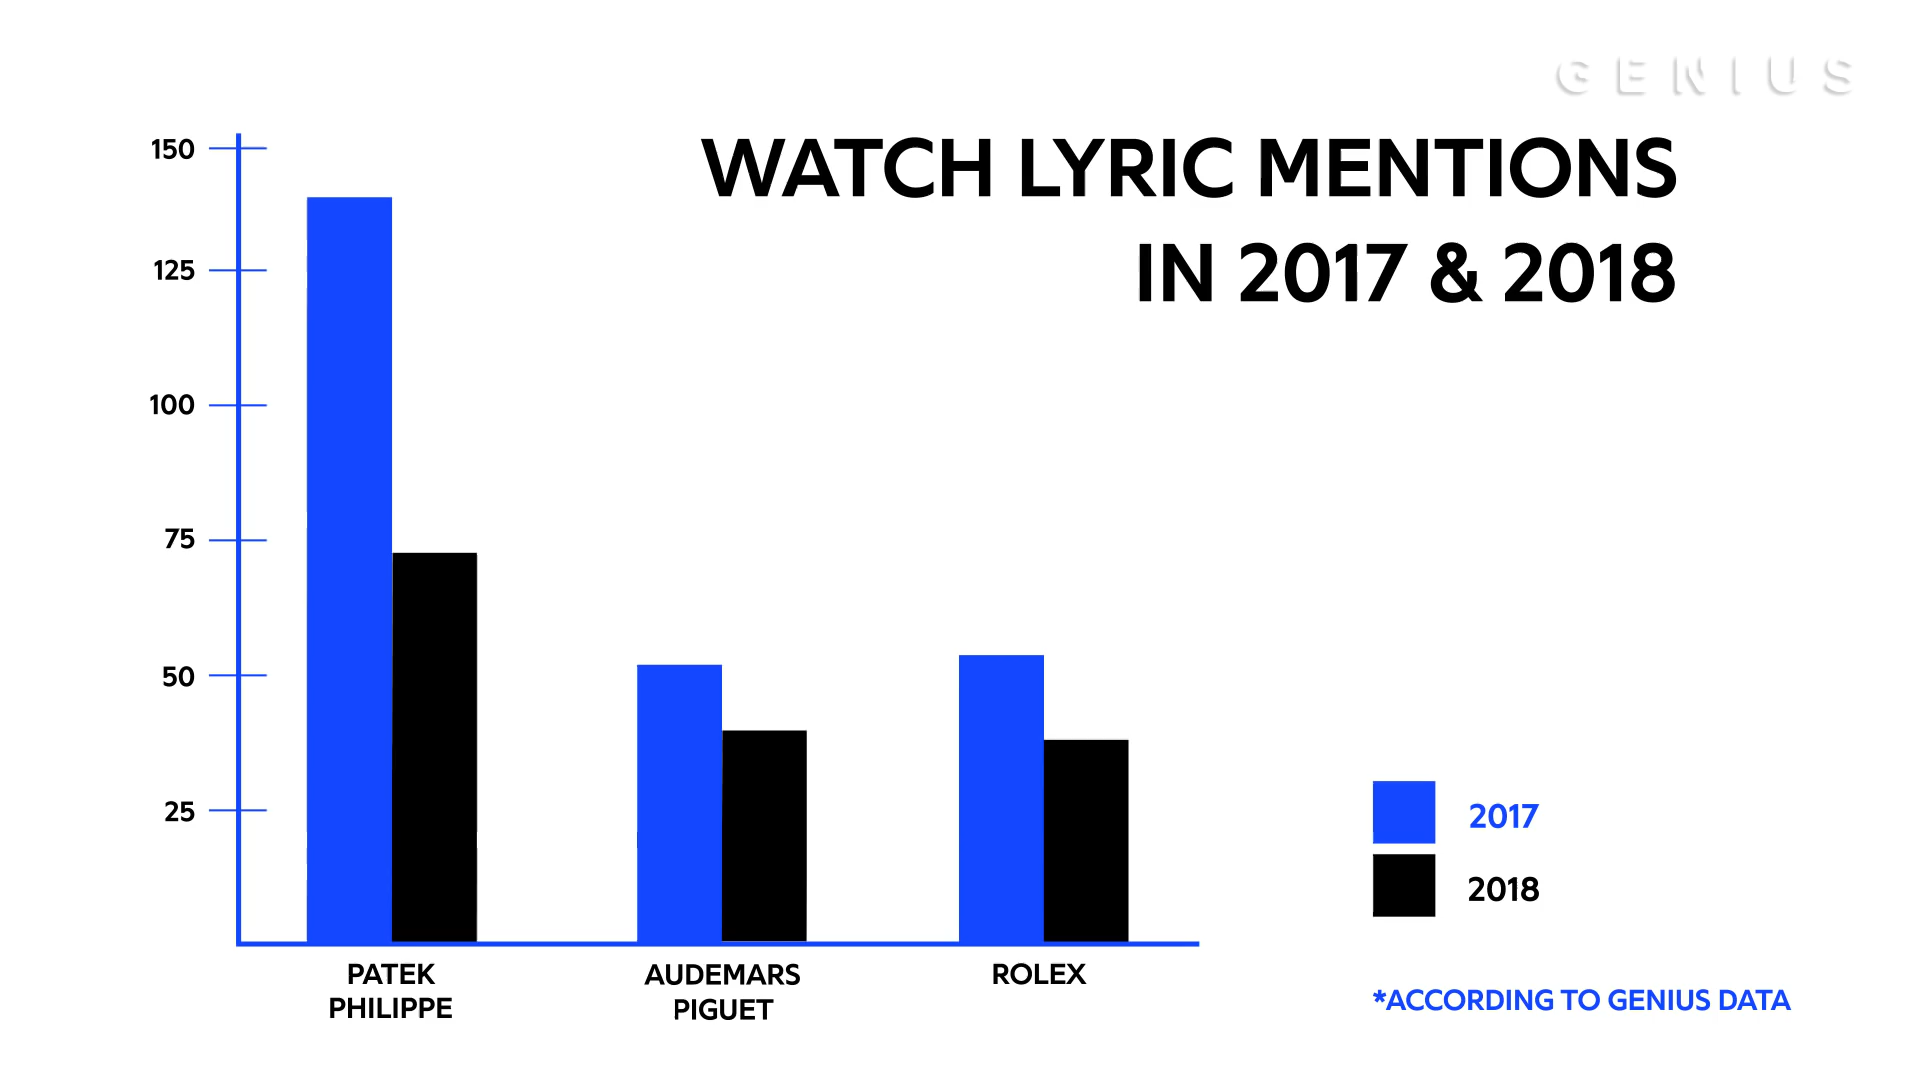 GENIUS
WATCH LYRIC MENTIONS
IN 2017 & 2018
150
125
100
75
50
25
PATEK
PHILIPPE
AUDEMARS
PIGUET
ROLEX
2017
2018
*ACCORDING TO GENIUS DATA